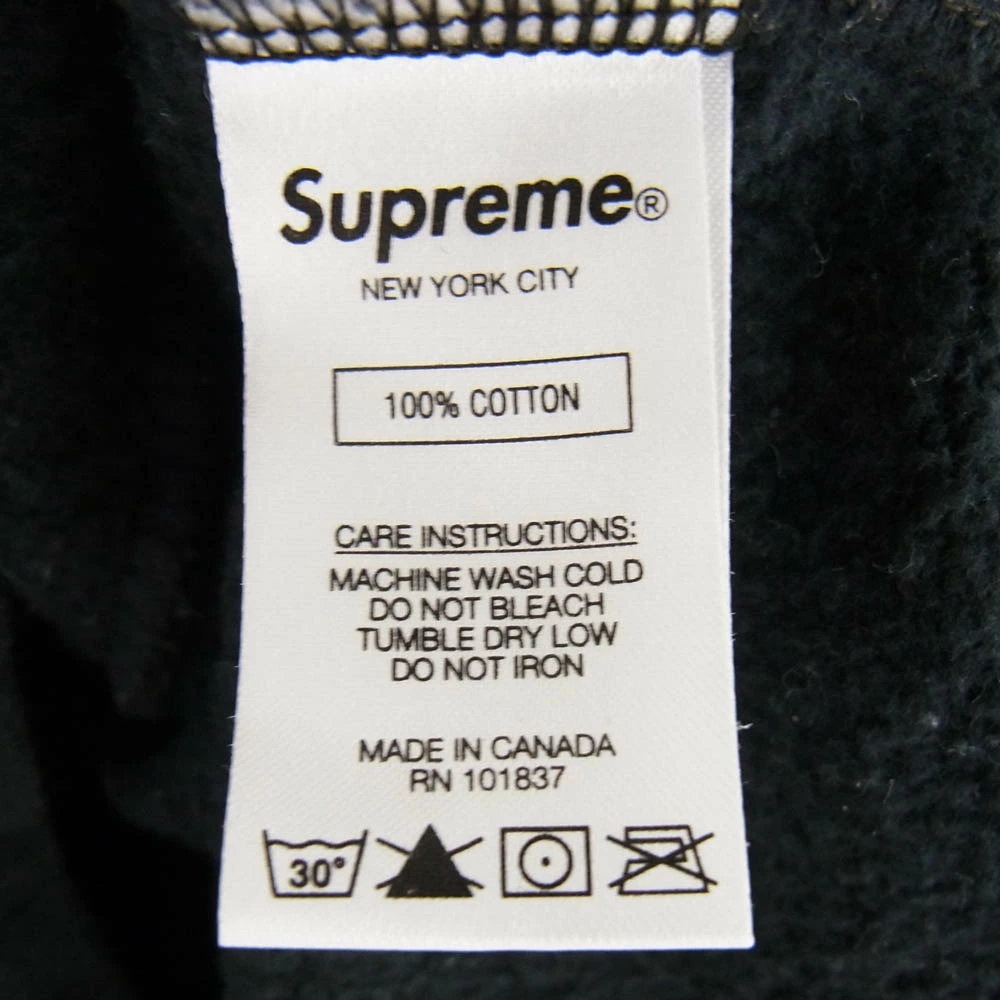 Supreme®
NEW YORK CITY
100% COTTON
CARE INSTRUCTIONS:
MACHINE WASH COLD
DO NOT BLEACH
TUMBLE DRY LOW
DO NOT IRON
MADE IN CANADA
RN 101837
30°